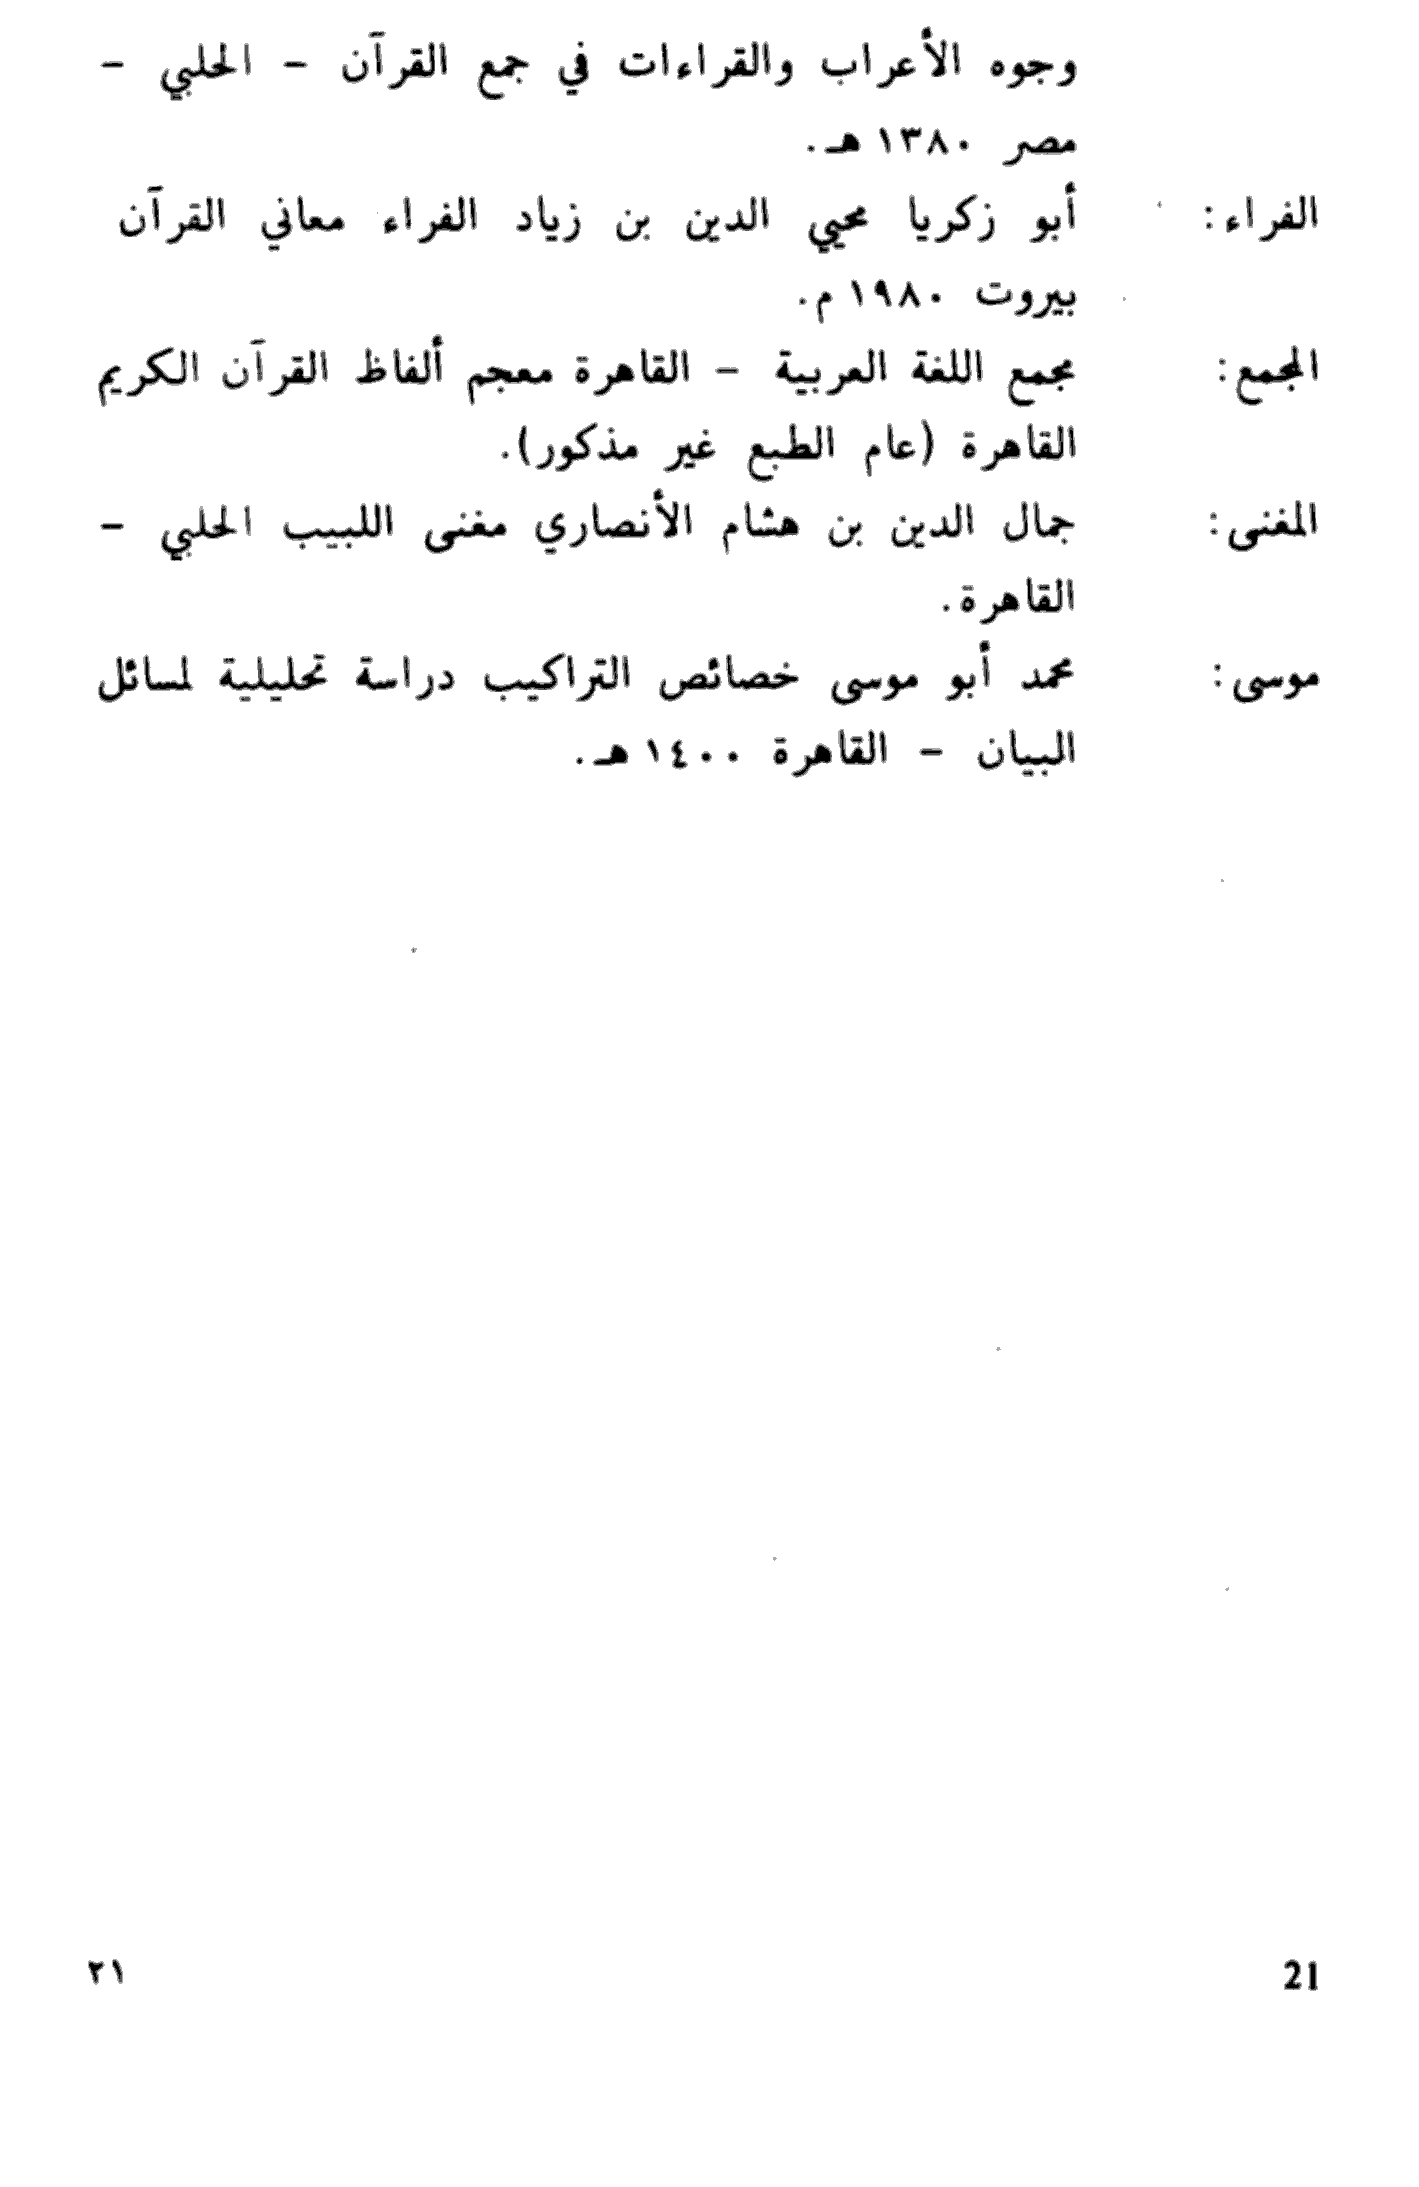 وجوه الأعراب والقراءات في جمع القرآن – الحلبي –
مصر ١٣٨٠ هـ.
الفراء: أبو زكريا محيي الدين بن زياد الفراء معاني القرآن
بيروت ١٩٨٠ م.
المجمع: مجمع اللغة العربية – القاهرة معجم ألفاظ القرآن الكريم
القاهرة (عام الطبع غير مذكور).
المغنى: جمال الدين بن هشام الأنصاري مغنى اللبيب الحلبي –
القاهرة.
موسى: محمد أبو موسى خصائص التراكيب دراسة تحليلية لمسائل
البيان – القاهرة ١٤٠٠ هـ.
21 ٢١